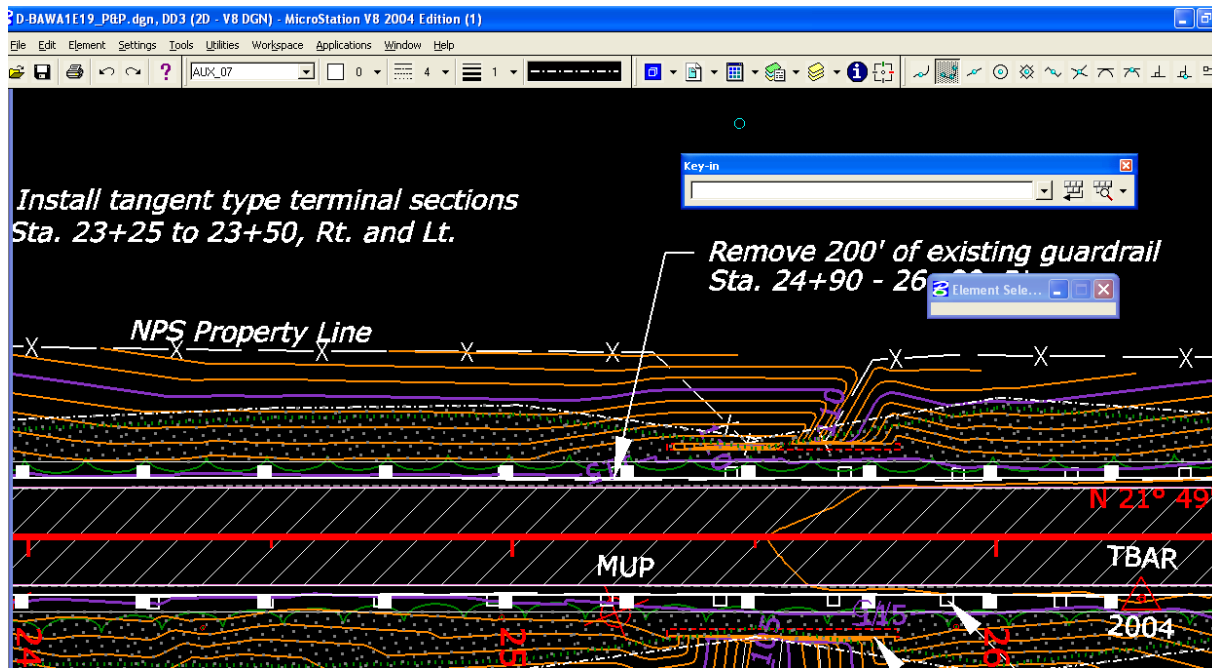 D-BAWA1E19_P&P.dgn, DD3 (2D - V8 DGN) - MicroStation V8 2004 Edition (1)
File Edit Element Settings Tools Utilities Workspace Applications Window Help
AUX_07 0 4 1
Key-in
Install tangent type terminal sections
Sta. 23+25 to 23+50, Rt. and Lt.
Remove 200' of existing guardrail
Sta. 24+90 - 26
Element Sele...
NPS Property Line
X X X X X X X X
N 21° 49
MUP
TBAR
2004
24
25
26